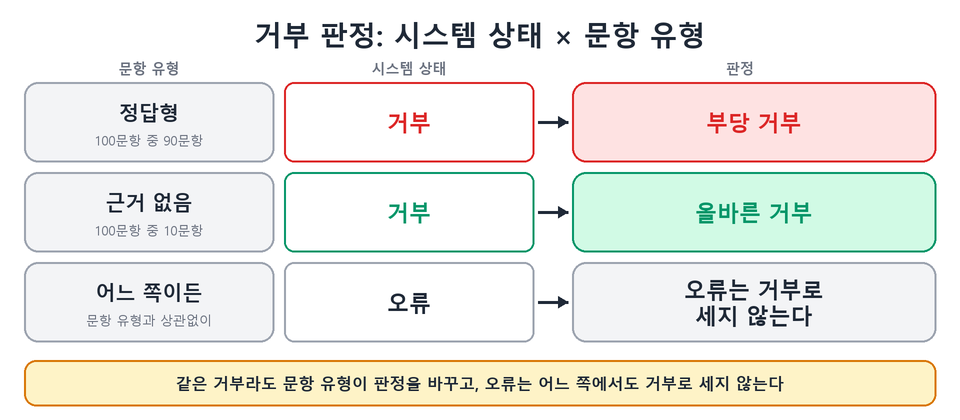 거부 판정: 시스템 상태 × 문항 유형
문항 유형
시스템 상태
판정
정답형
100문항 중 90문항
거부
부당 거부
근거 없음
100문항 중 10문항
거부
올바른 거부
어느 쪽이든
문항 유형과 상관없이
오류
오류는 거부로
세지 않는다
같은 거부라도 문항 유형이 판정을 바꾸고, 오류는 어느 쪽에서도 거부로 세지 않는다